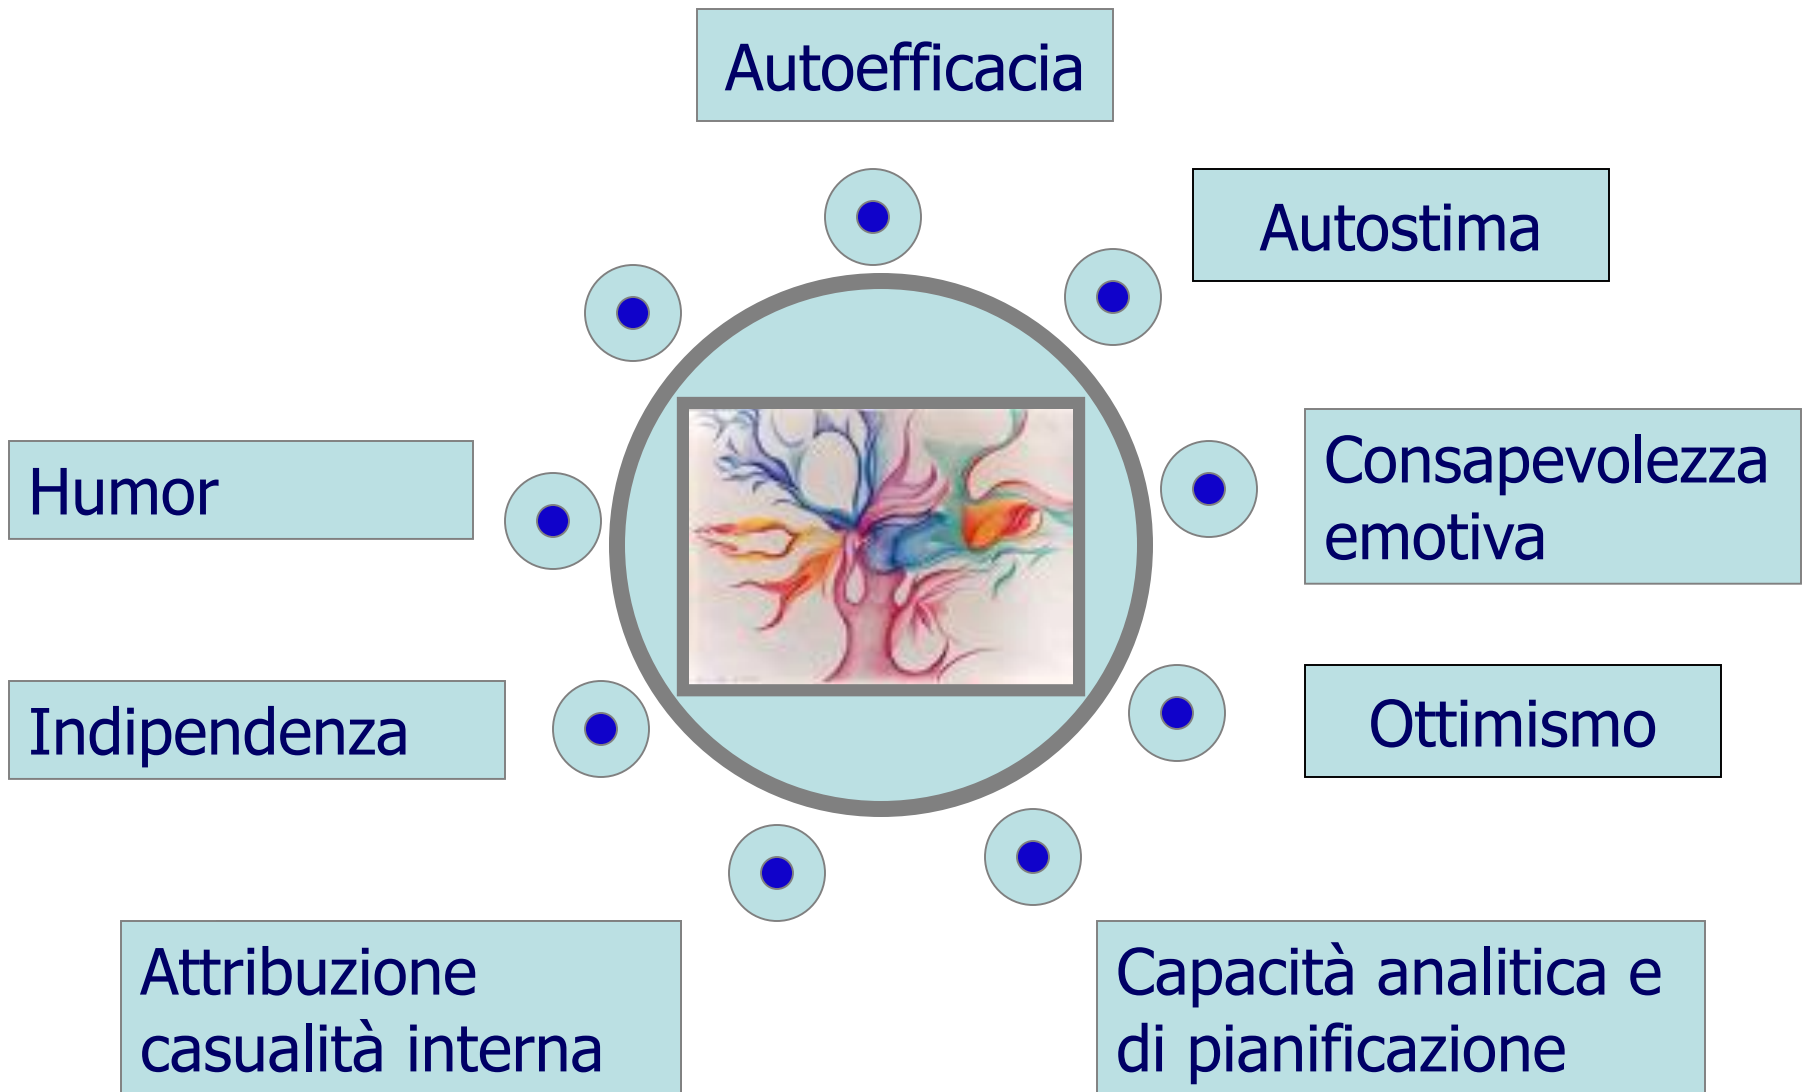 Autoefficacia
Autostima
Consapevolezza
emotiva
Humor
Ottimismo
Indipendenza
Attribuzione
casualità interna
Capacità analitica e
di pianificazione